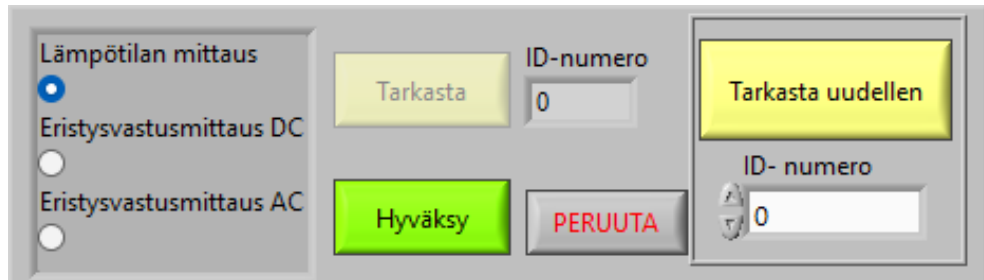 Lämpötilan mittaus
Eristysvastusmittaus DC
Eristysvastusmittaus AC
Tarkasta
ID-numero
0
Hyväksy
PERUUTA
Tarkasta uudellen
ID- numero
0